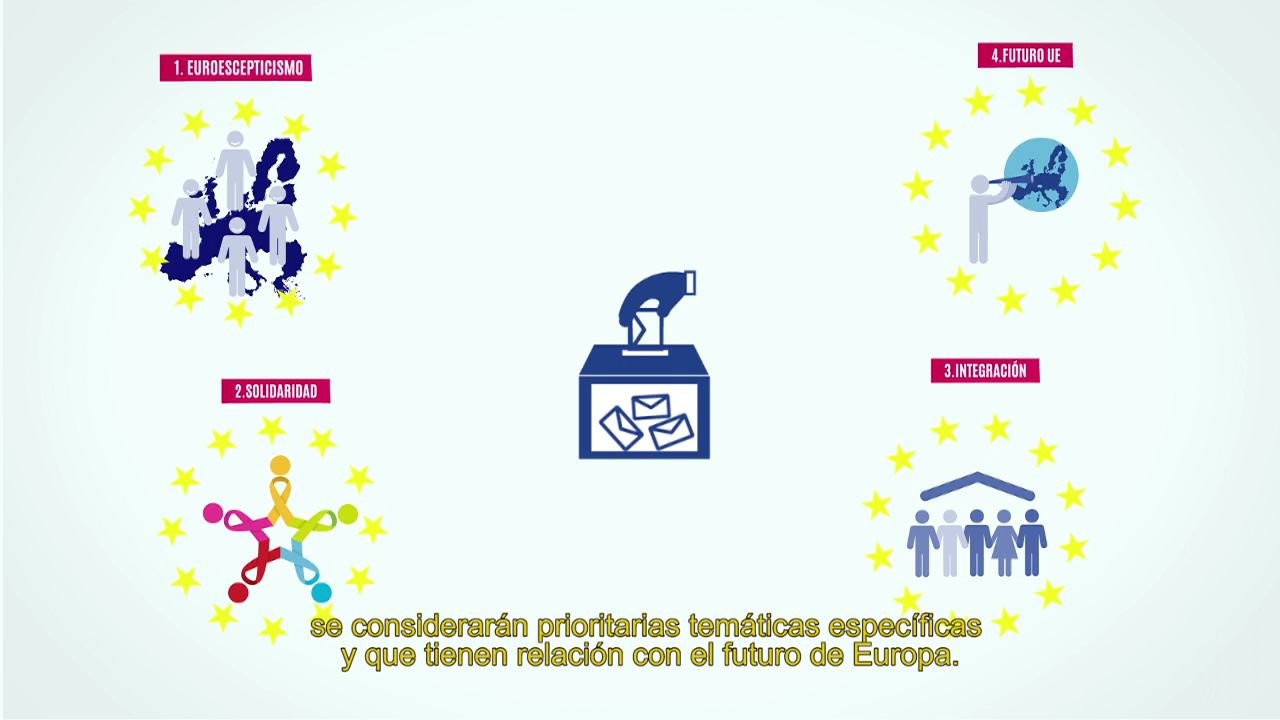 1. EUROESCEPTICISMO
4.FUTURO UE
2.SOLIDARIDAD
3.INTEGRACIÓN
se considerarán prioritarias temáticas específicas
y que tienen relación con el futuro de Europa.